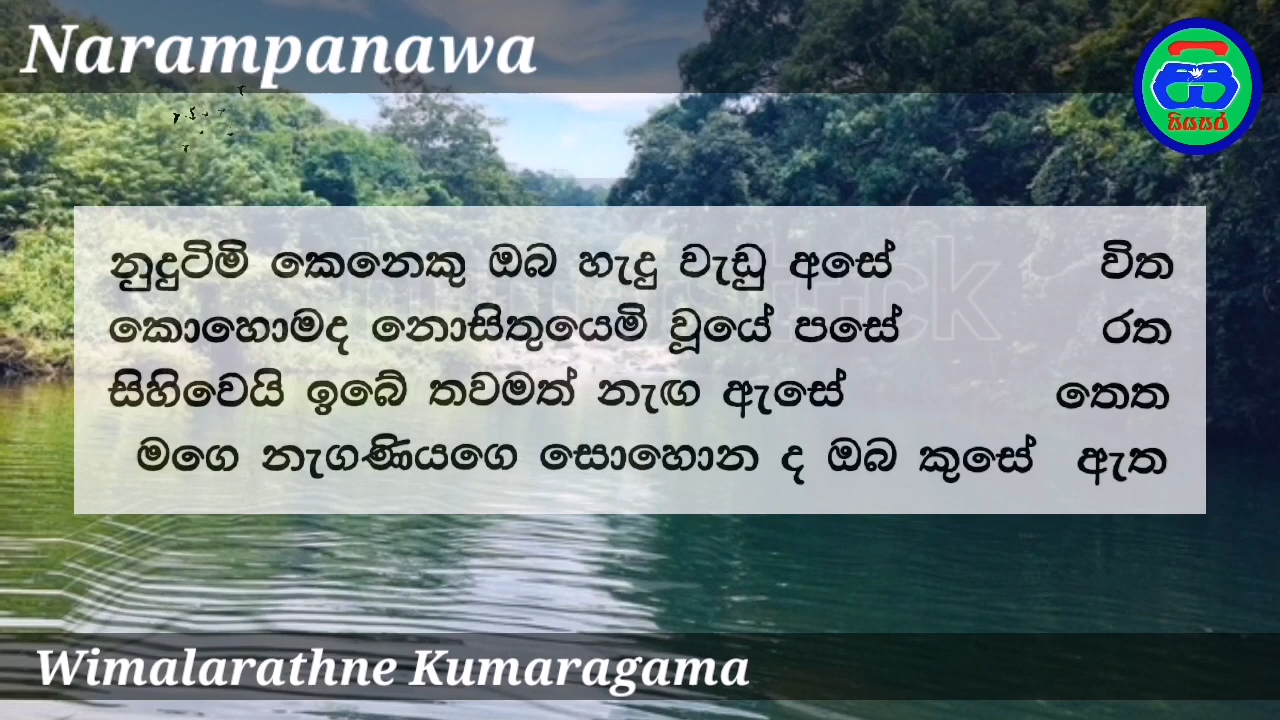 Narampanawa
සියසර
නුදුටිමි කෙනෙකු ඔබ හැදු වැඩු අසේ විත
කොහොමද නොසිතුයෙමි වූයේ පසේ රත
සිහිවෙයි ඉබේ තවමත් නැඟ ඇසේ තෙත
මගෙ නැගණියගෙ සොහොන ද ඔබ කුසේ ඇත
Wimalarathne Kumaragama